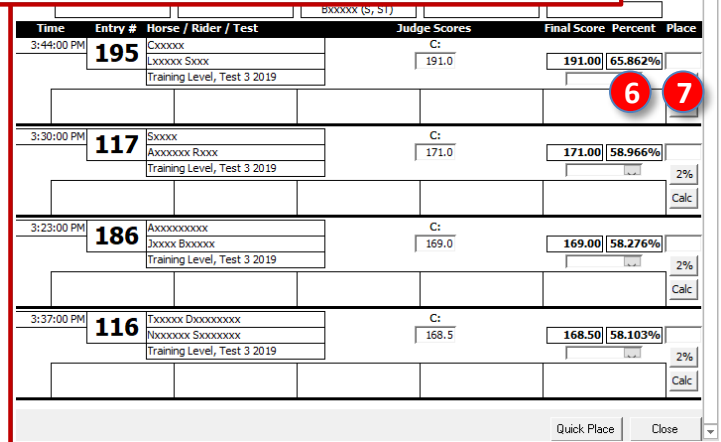 Bxxxxx (S, ST)
Time Entry # Horse / Rider / Test Judge Scores Final Score Percent Place
3:44:00 PM 195 Cxxxxx C:
Lxxxxx Sxxx 191.0 191.00 65.862%
Training Level, Test 3 2019
6 7
3:30:00 PM 117 Sxxxx C:
Axxxxxx Rxxx 171.0 171.00 58.966%
Training Level, Test 3 2019 2%
Calc
3:23:00 PM 186 Axxxxxxxxx C:
Jxxxx Bxxxxx 169.0 169.00 58.276%
Training Level, Test 3 2019 2%
Calc
3:37:00 PM 116 Txxxxx Dxxxxxxxx C:
Nxxxxxx Sxxxxxxx 168.5 168.50 58.103%
Training Level, Test 3 2019 2%
Calc
Quick Place Close